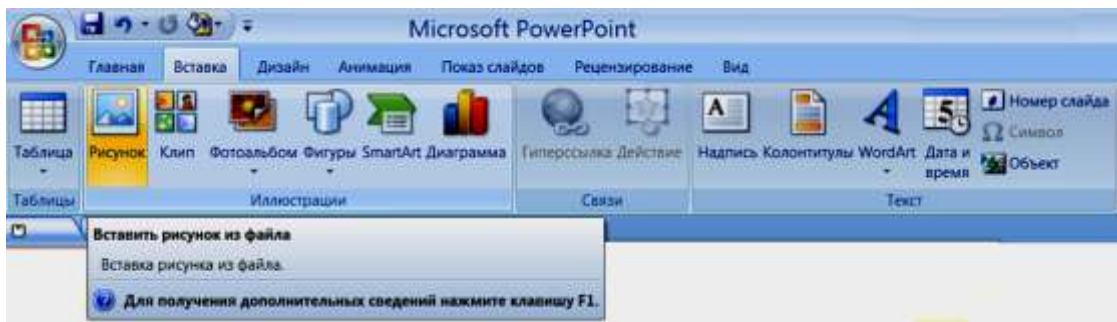 Microsoft PowerPoint
Главная Вставка Дизайн Анимация Показ слайдов Рецензирование Вид
Таблица Рисунок Клип Фотоальбом Фигуры SmartArt Диаграмма Гиперссылка Действие Надпись Колонтитулы WordArt Дата и время Номер слайда
Символ
Объект
Таблицы Иллюстрации Связи Текст
Вставить рисунок из файла
Вставка рисунка из файла.
Для получения дополнительных сведений нажмите клавишу F1.